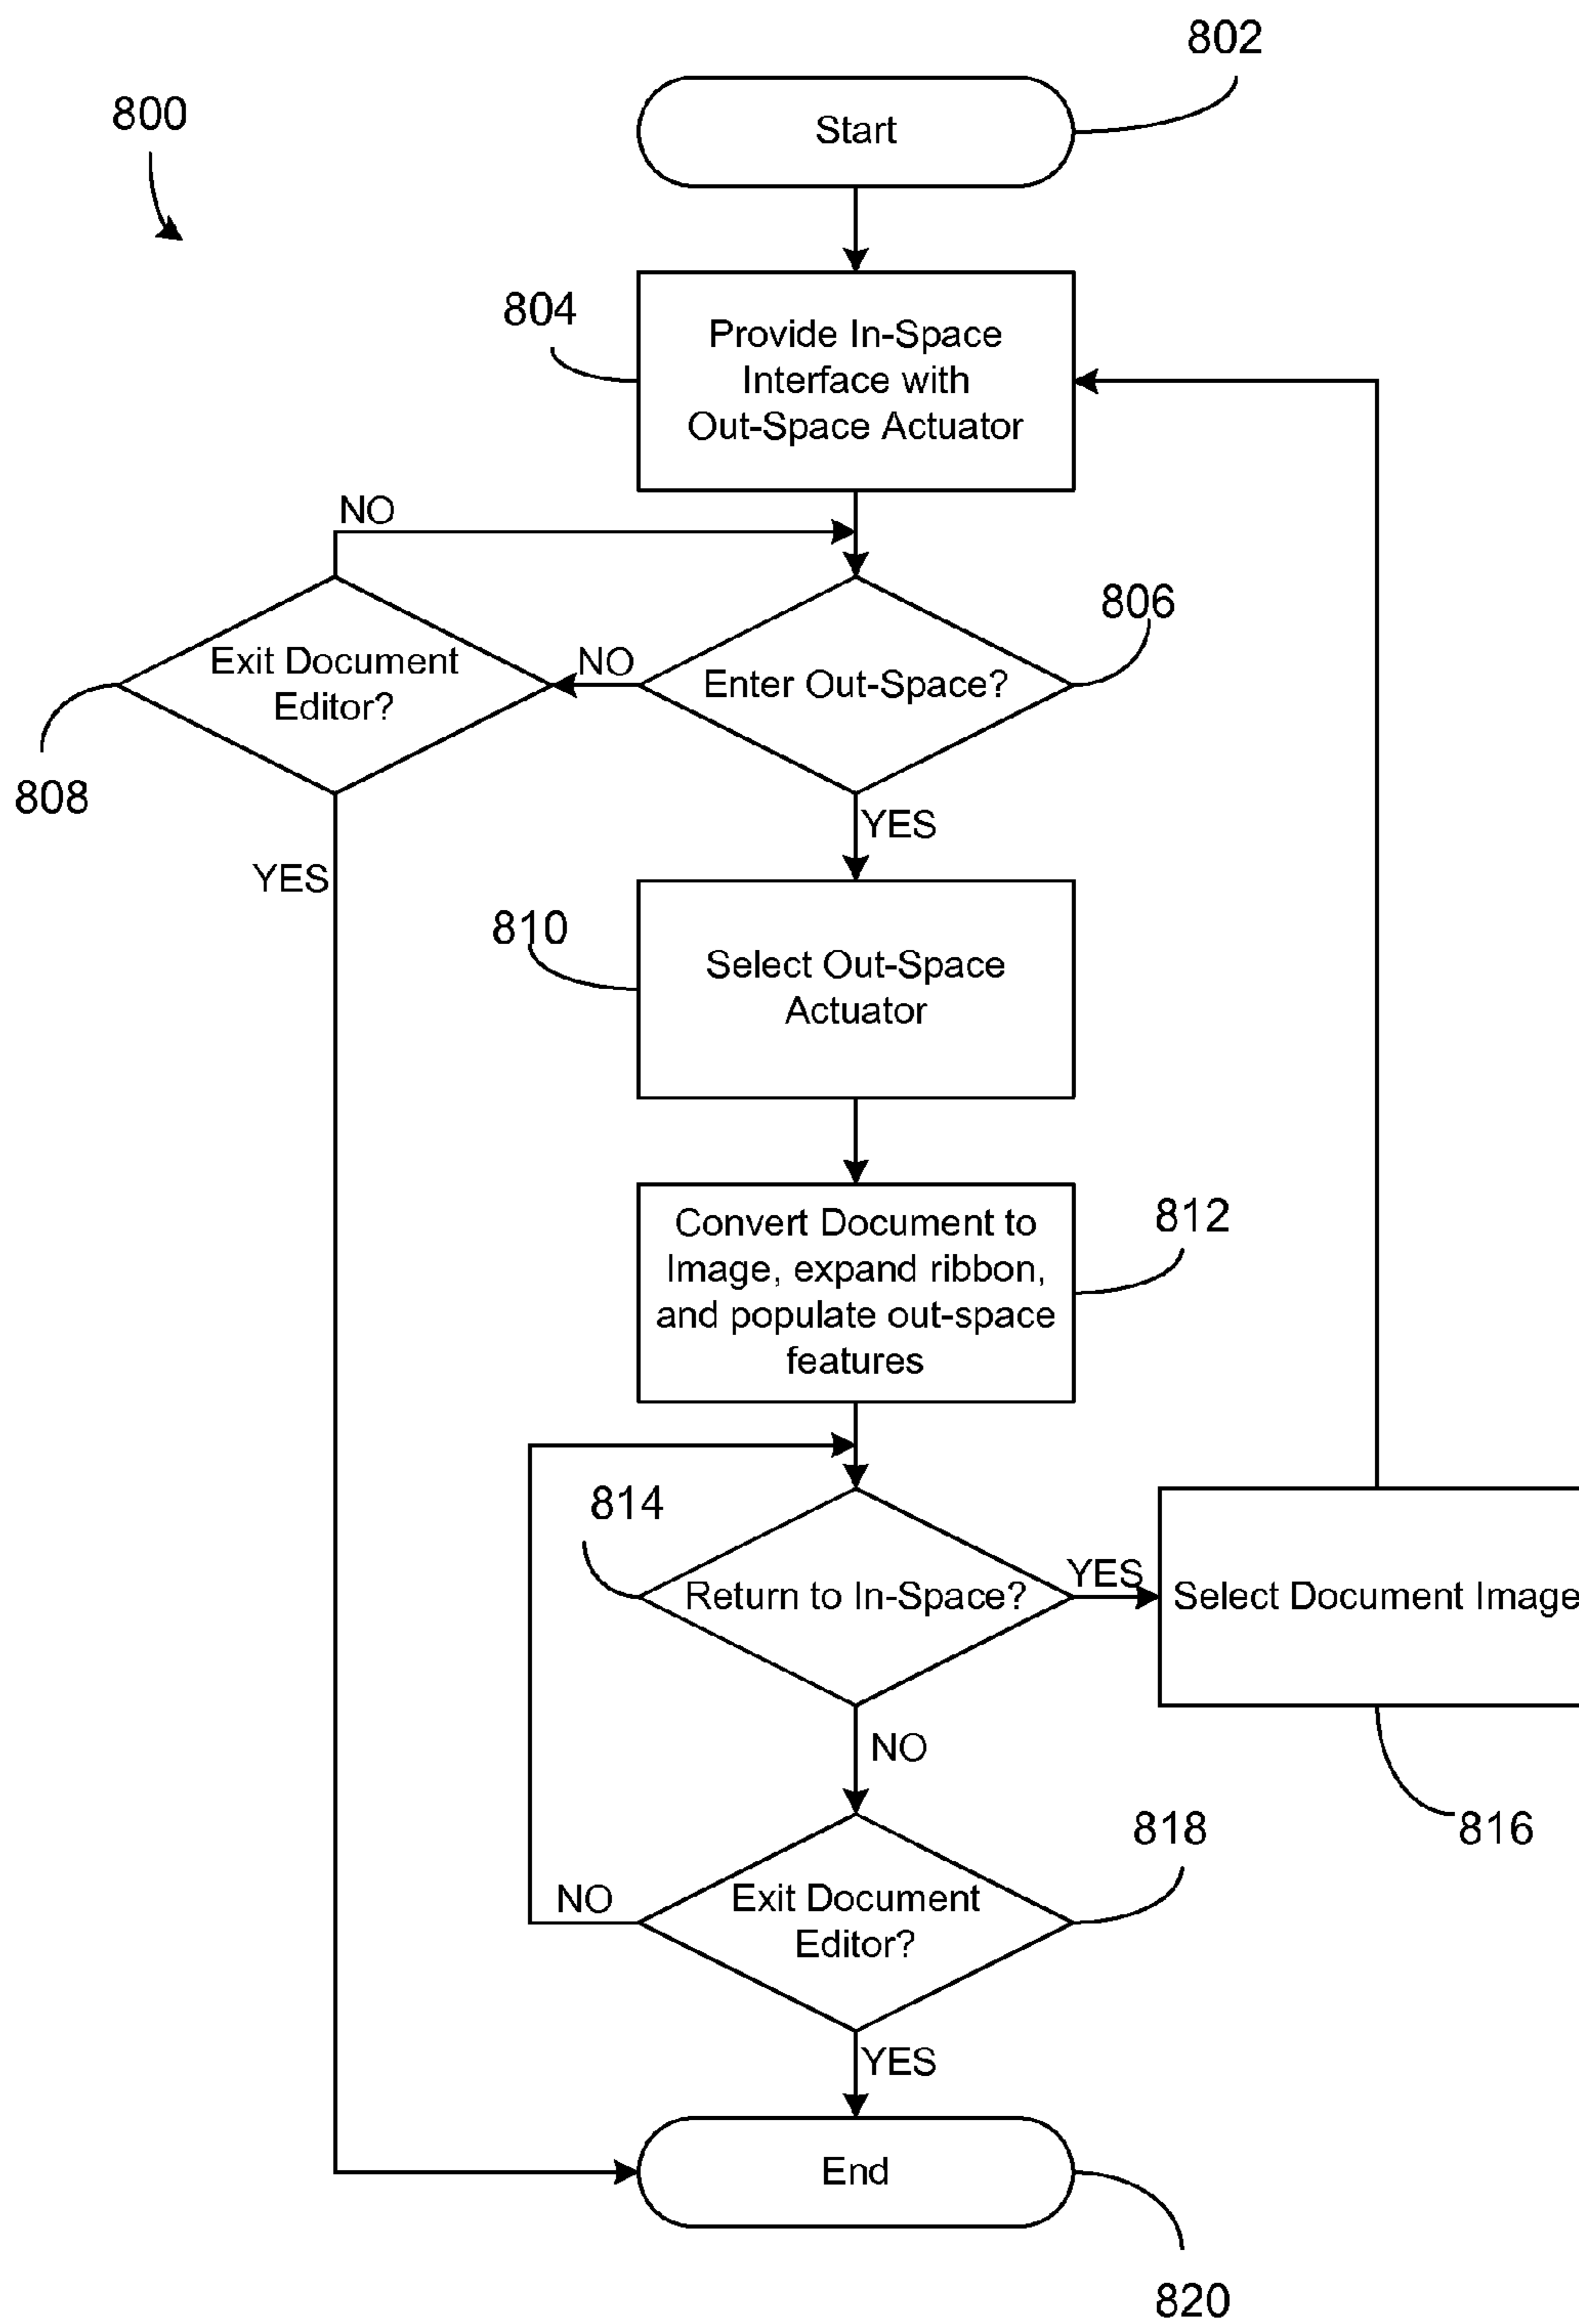 802
800
Start
804
Provide In-Space
Interface with
Out-Space Actuator
NO
806
Exit Document
Editor?
NO
Enter Out-Space?
808
YES
YES
810
Select Out-Space
Actuator
812
Convert Document to
Image, expand ribbon,
and populate out-space
features
814
Return to In-Space?
YES
Select Document Image
NO
816
818
Exit Document
Editor?
NO
YES
End
820